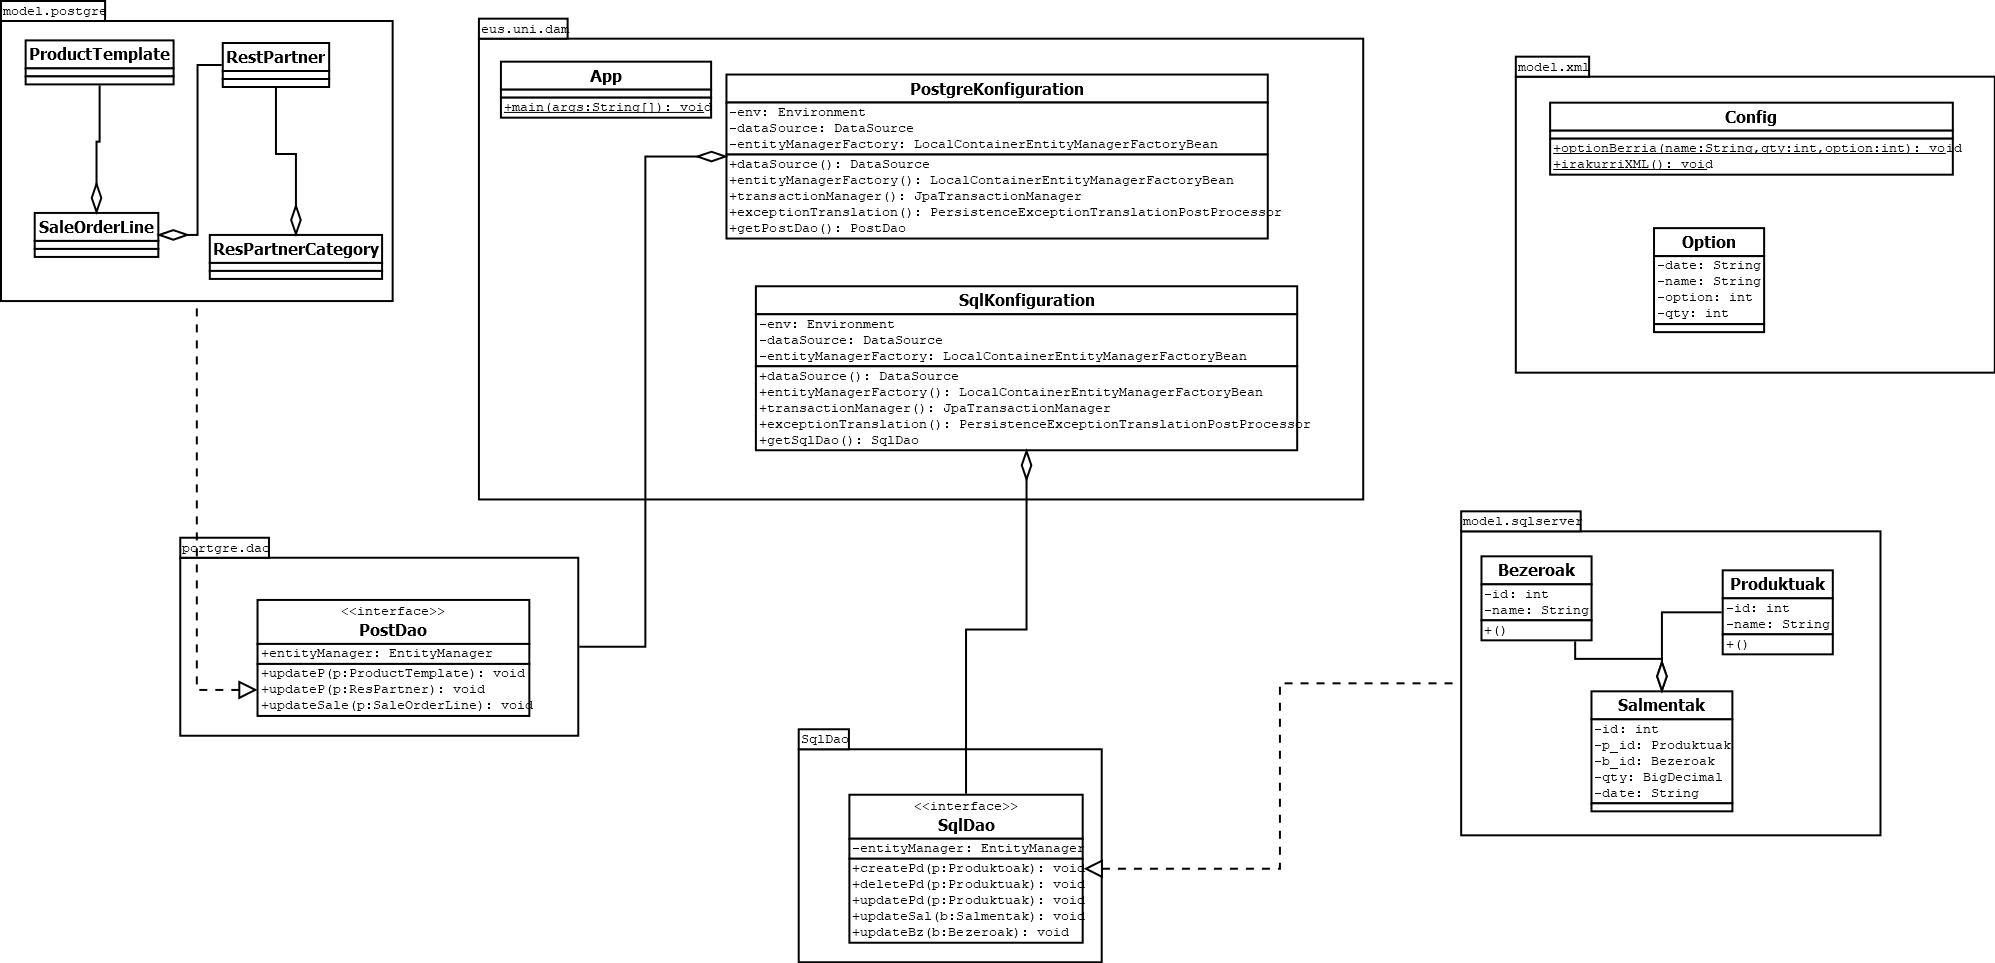 model.postgre
ProductTemplate
RestPartner
SaleOrderLine
ResPartnerCategory
eus.uni.dam
App
+main(args:String[]): void
PostgreKonfiguration
-env: Environment
-dataSource: DataSource
-entityManagerFactory: LocalContainerEntityManagerFactoryBean
+dataSource(): DataSource
+entityManagerFactory(): LocalContainerEntityManagerFactoryBean
+transactionManager(): JpaTransactionManager
+exceptionTranslation(): PersistenceExceptionTranslationPostProcessor
+getPostDao(): PostDao
SqlKonfiguration
-env: Environment
-dataSource: DataSource
-entityManagerFactory: LocalContainerEntityManagerFactoryBean
+dataSource(): DataSource
+entityManagerFactory(): LocalContainerEntityManagerFactoryBean
+transactionManager(): JpaTransactionManager
+exceptionTranslation(): PersistenceExceptionTranslationPostProcessor
+getSqlDao(): SqlDao
model.xml
Config
+optionBerria(name:String,qty:int,option:int): void
+irakurriXML(): void
Option
-date: String
-name: String
-option: int
-qty: int
portgre.dao
<<interface>>
PostDao
+entityManager: EntityManager
+updateP(p:ProductTemplate): void
+updateP(p:ResPartner): void
+updateSale(p:SaleOrderLine): void
SqlDao
<<interface>>
SqlDao
-entityManager: EntityManager
+createPd(p:Produktoak): void
+deletePd(p:Produktuak): void
+updatePd(p:Produktuak): void
+updateSal(b:Salmentak): void
+updateBz(b:Bezeroak): void
model.sqlserver
Bezeroak
-id: int
-name: String
+()
Produktuak
-id: int
-name: String
+()
Salmentak
-id: int
-p_id: Produktuak
-b_id: Bezeroak
-qty: BigDecimal
-date: String